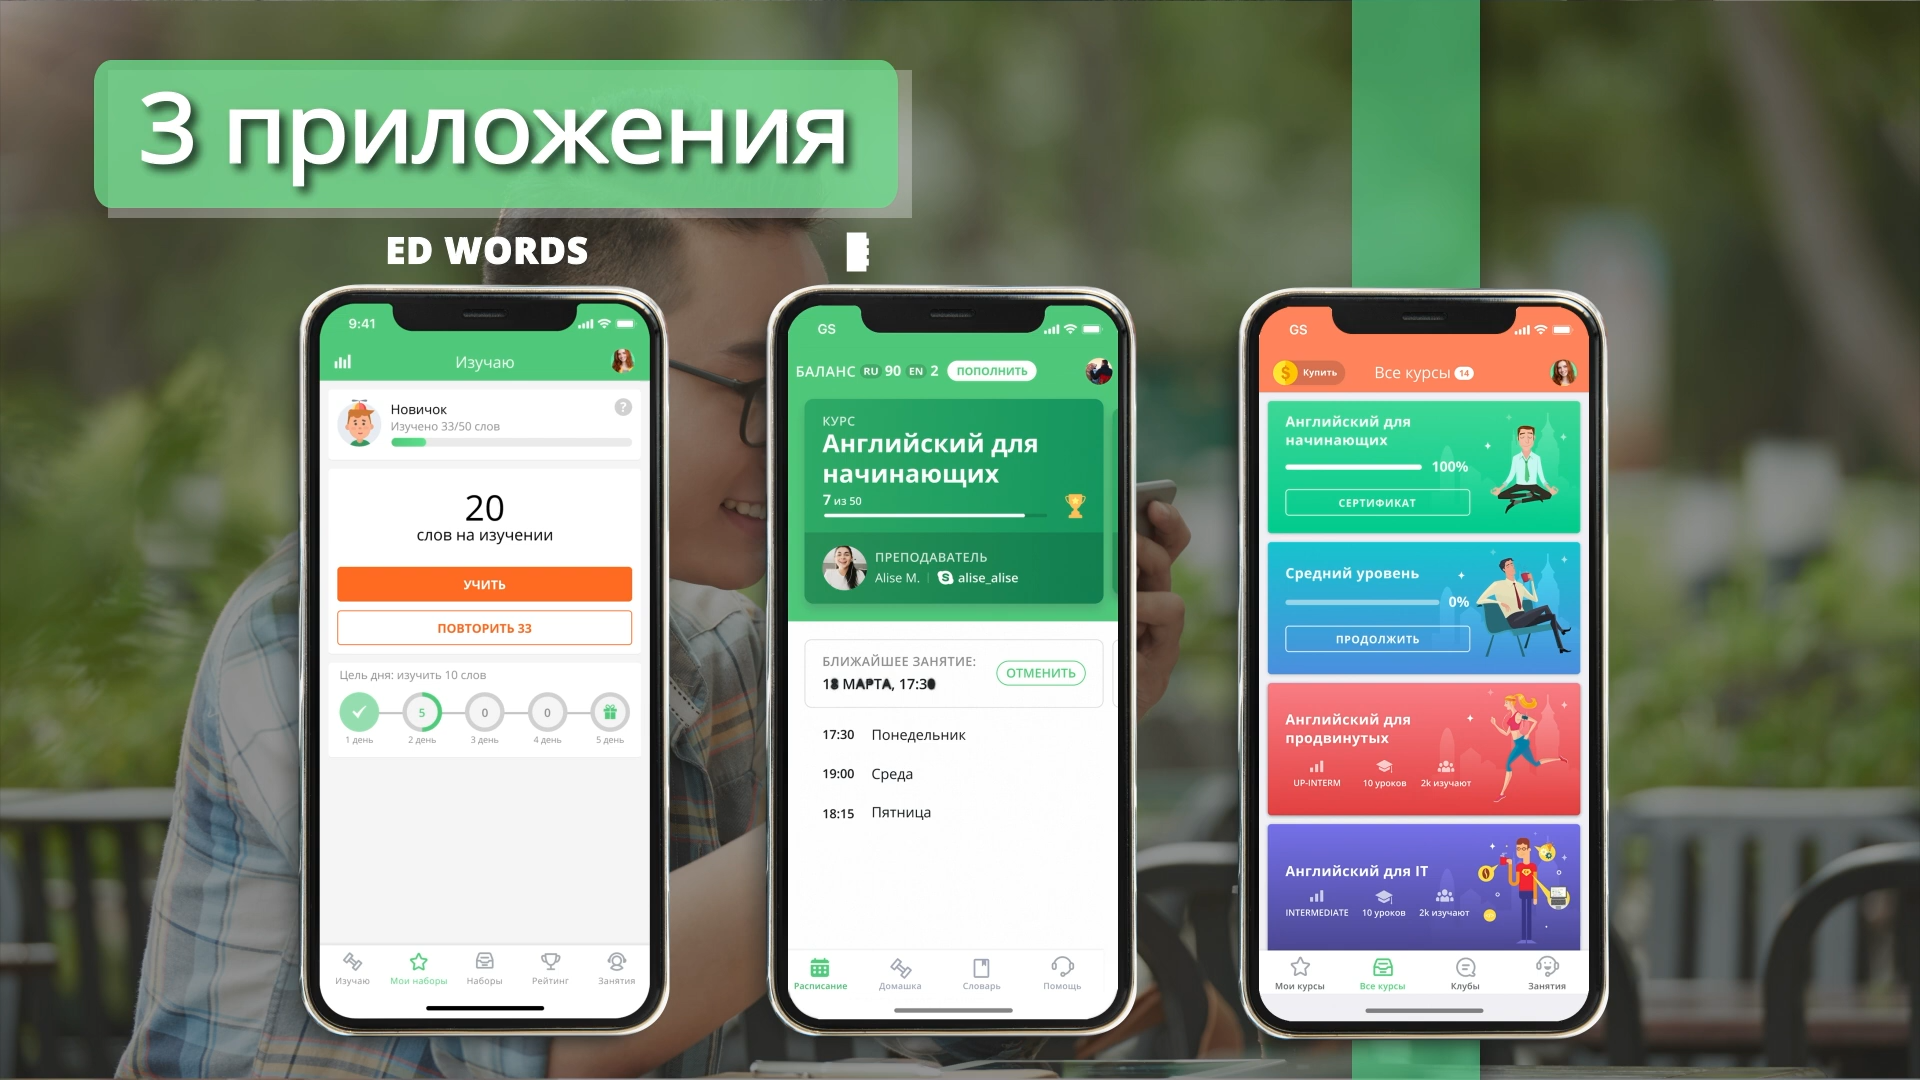 3 приложения
ED WORDS
9:41
Изучаю
Новичок
Изучено 33/50 слов
?
20
слов на изучении
УЧИТЬ
ПОВТОРИТЬ 33
Цель дня: изучить 10 слов
5
0
0
1 день
2 день
3 день
4 день
5 день
Изучаю
Мои наборы
Наборы
Рейтинг
Занятия
GS
БАЛАНС RU 90 EN 2 ПОПОЛНИТЬ
КУРС
Английский для
начинающих
7 из 50
ПРЕПОДАВАТЕЛЬ
Alise M. | alise_alise
БЛИЖАЙШЕЕ ЗАНЯТИЕ:
18 МАРТА, 17:30
ОТМЕНИТЬ
17:30 Понедельник
19:00 Среда
18:15 Пятница
Расписание
Домашка
Словарь
Помощь
GS
$ Купить
Все курсы 14
Английский для
начинающих
100%
СЕРТИФИКАТ
Средний уровень
0%
ПРОДОЛЖИТЬ
Английский для
продвинутых
UP-INTERM
10 уроков
2k изучают
Английский для IT
INTERMEDIATE
10 уроков
2k изучают
Мои курсы
Все курсы
Клубы
Занятия